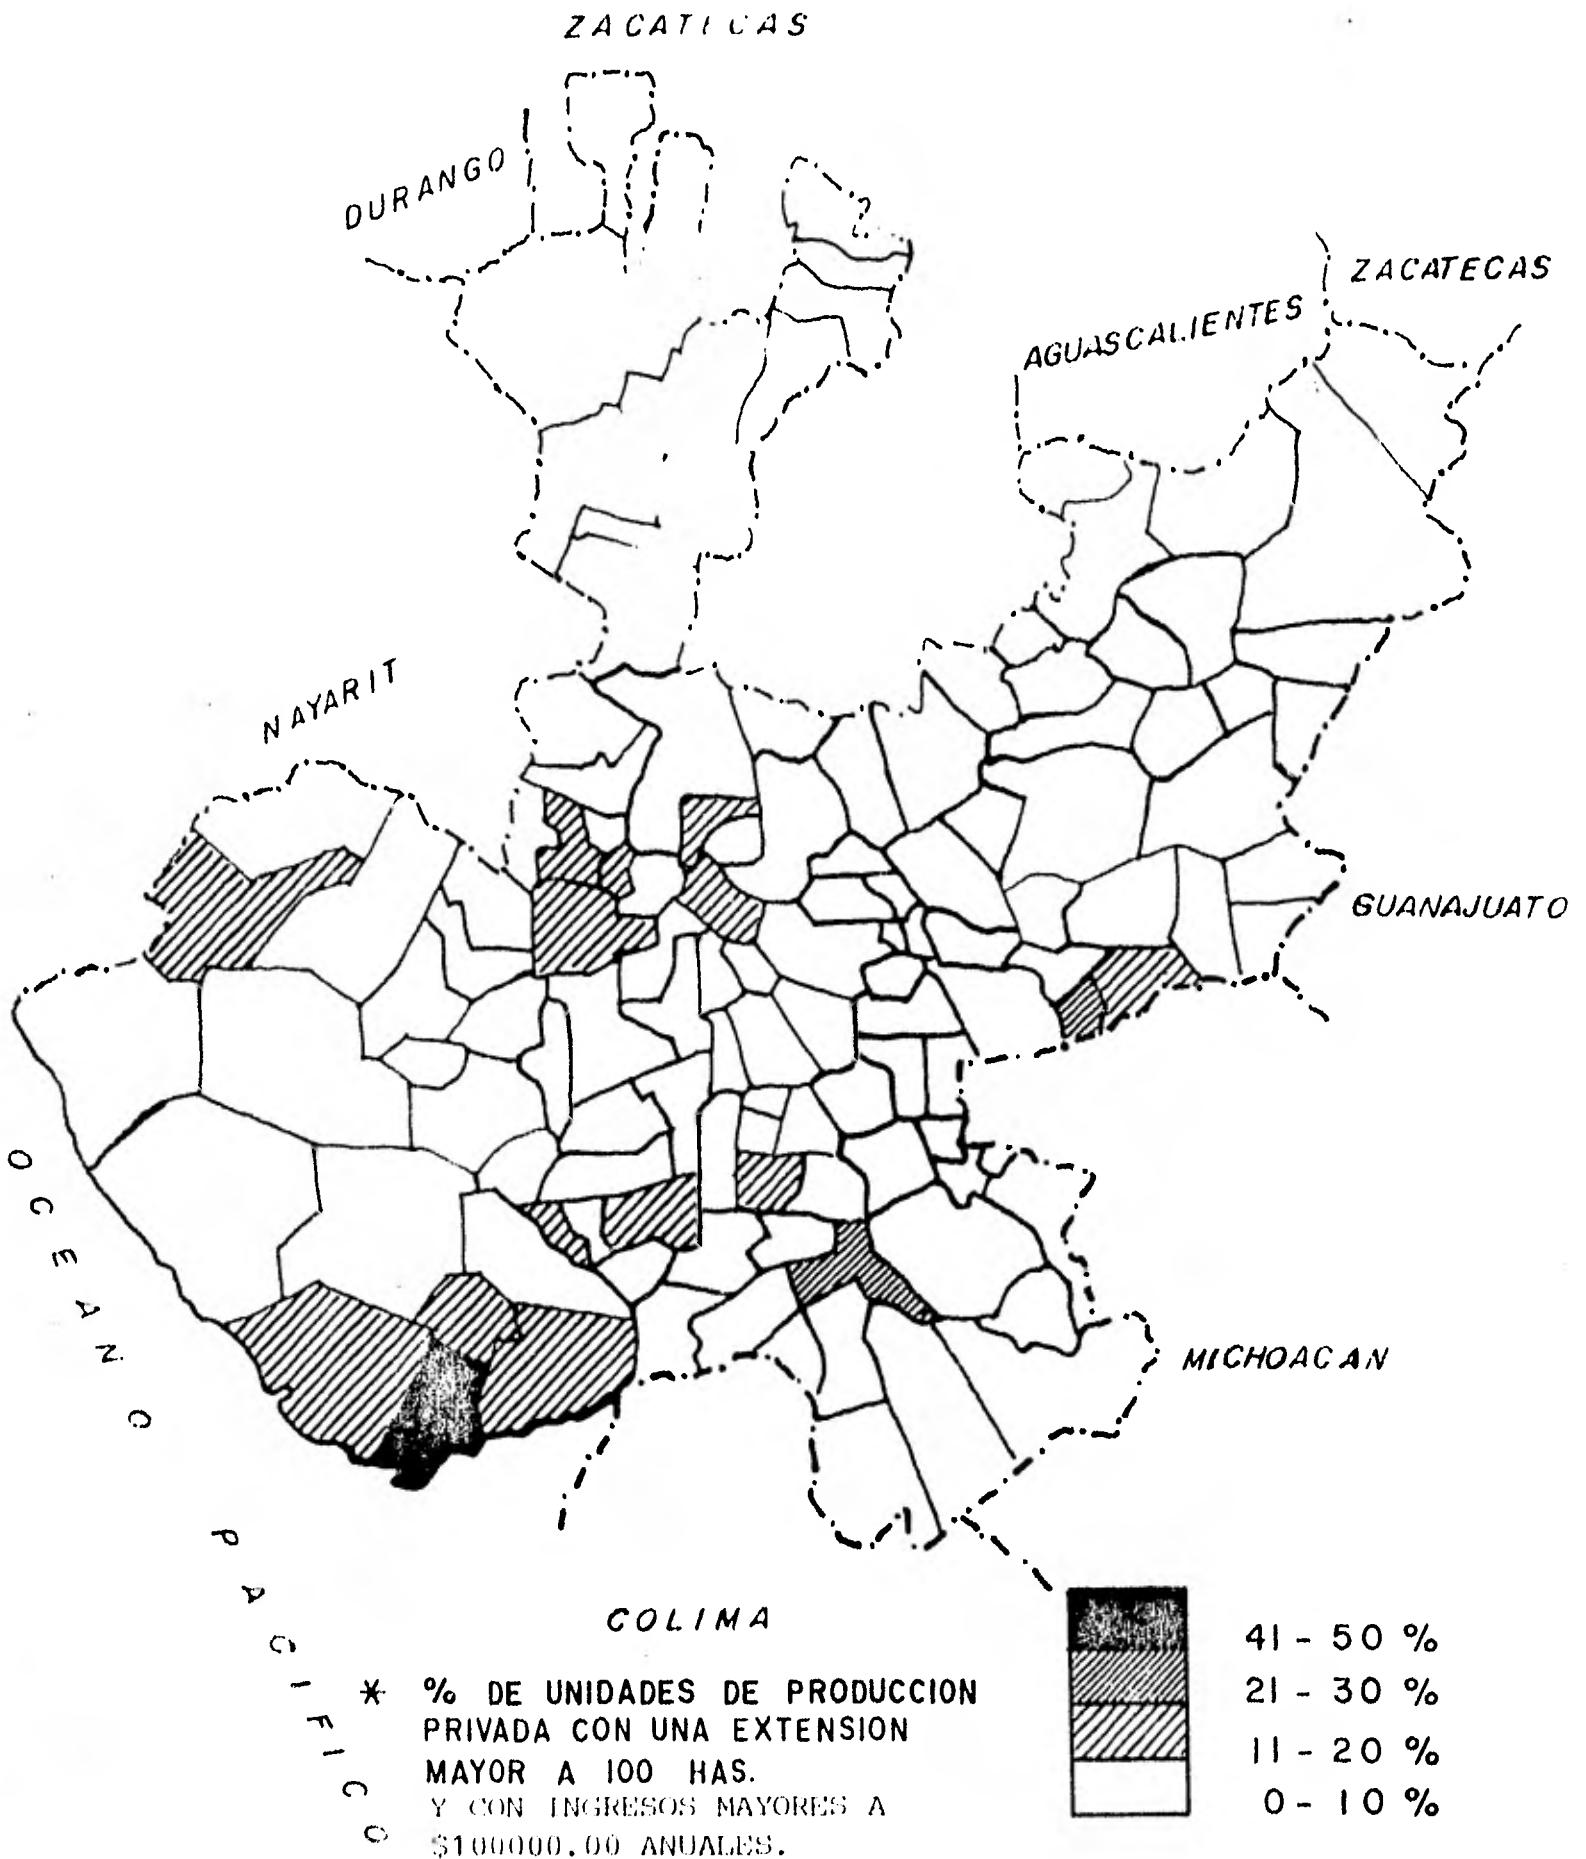 ZACATECAS
DURANGO
ZACATECAS
AGUASCALIENTES
NAYARIT
GUANAJUATO
MICHOACAN
OCEANO PACIFICO
COLIMA
41 - 50 %
21 - 30 %
11 - 20 %
0 - 10 %
* % DE UNIDADES DE PRODUCCION
PRIVADA CON UNA EXTENSION
MAYOR A 100 HAS.
Y CON INGRESOS MAYORES A
$100000.00 ANUALES.